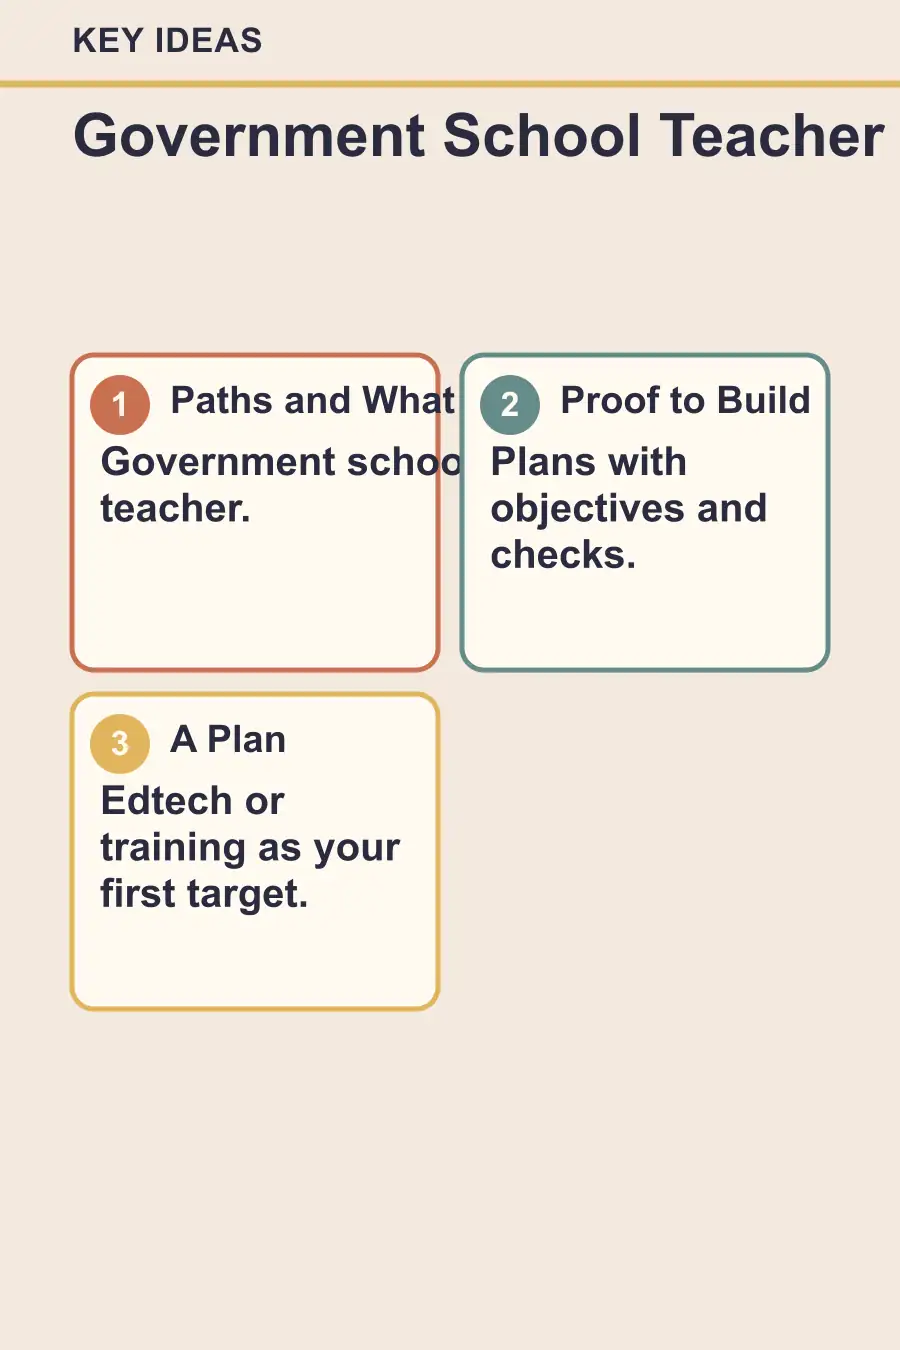 KEY IDEAS
Government School Teacher
1
Paths and What
Government schoo
teacher.
2
Proof to Build
Plans with
objectives and
checks.
3
A Plan
Edtech or
training as your
first target.